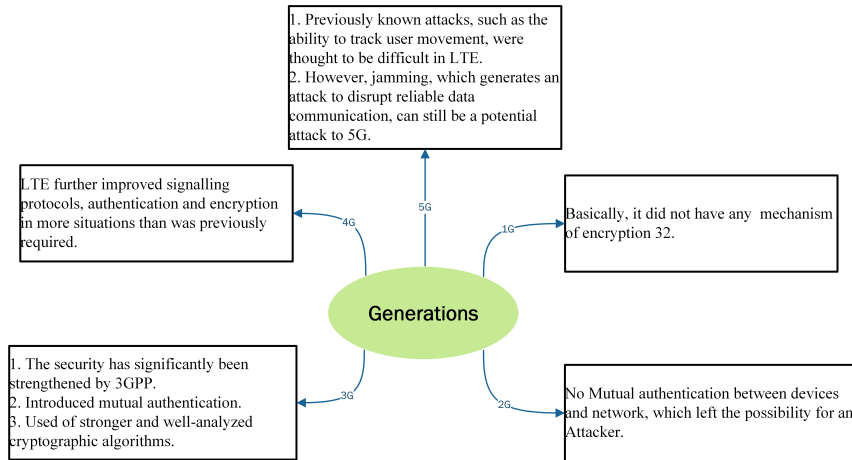 1. Previously known attacks, such as the
ability to track user movement, were
thought to be difficult in LTE.
2. However, jamming, which generates an
attack to disrupt reliable data
communication, can still be a potential
attack to 5G.
LTE further improved signalling
protocols, authentication and encryption
in more situations than was previously
required.
4G
5G
1G
Basically, it did not have any mechanism
of encryption 32.
Generations
1. The security has significantly been
strengthened by 3GPP.
2. Introduced mutual authentication.
3. Used of stronger and well-analyzed
cryptographic algorithms.
3G
2G
No Mutual authentication between devices
and network, which left the possibility for an
Attacker.